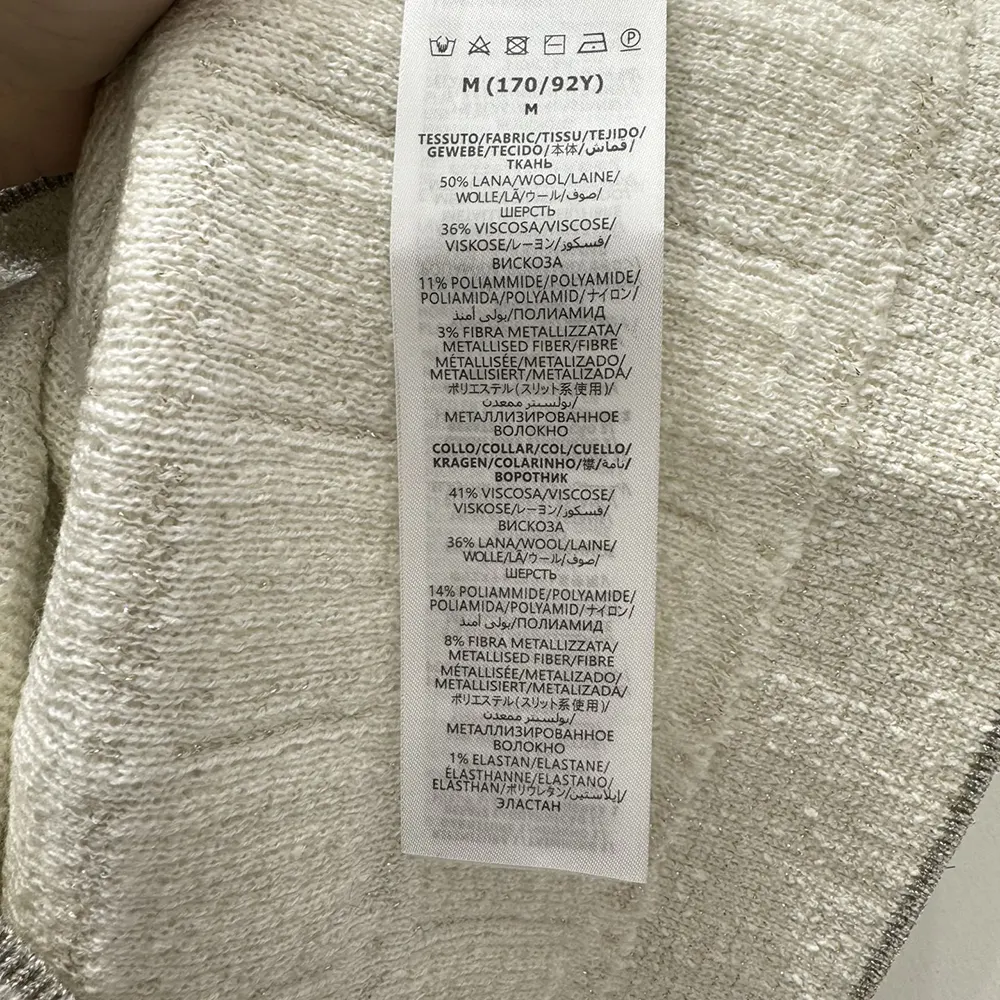 M (170/92Y)
M
TESSUTO/FABRIC/TISSU/TEJIDO/
GEWEBE/TECIDO/本体/قماش/
ТКАНЬ
50% LANA/WOOL/LAINE/
WOLLE/LÃ/ウール/صوف/
ШЕРСТЬ
36% VISCOSA/VISCOSE/
VISKOSE/レーヨン/فسكوز/
ВИСКОЗА
11% POLIAMMIDE/POLYAMIDE/
POLIAMIDA/POLYAMID/ナイロン/
بولى أمتذ/ПОЛИАМИД
3% FIBRA METALLIZZATA/
METALLISED FIBER/FIBRE
MÉTALLISÉE/METALIZADO/
METALLISIERT/METALIZADA/
ポリエステル(スリット系使用)/
بولستر ممعدن/
МЕТАЛЛИЗИРОВАННОЕ
ВОЛОКНО
COLLO/COLLAR/COL/CUELLO/
KRAGEN/COLARINHO/襟/ياقة/
ВОРОТНИК
41% VISCOSA/VISCOSE/
VISKOSE/レーヨン/فسكوز/
ВИСКОЗА
36% LANA/WOOL/LAINE/
WOLLE/LÃ/ウール/صوف/
ШЕРСТЬ
14% POLIAMMIDE/POLYAMIDE/
POLIAMIDA/POLYAMID/ナイロン/
بولى أمتذ/ПОЛИАМИД
8% FIBRA METALLIZZATA/
METALLISED FIBER/FIBRE
MÉTALLISÉE/METALIZADO/
METALLISIERT/METALIZADA/
ポリエステル(スリット系使用)/
بولستر ممعدن/
МЕТАЛЛИЗИРОВАННОЕ
ВОЛОКНО
1% ELASTAN/ELASTANE/
ÉLASTHANNE/ELASTANO/
ELASTHAN/ポリウレタン/إيلاستين/
ЭЛАСТАН